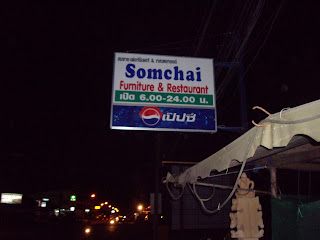 Somchai
Furniture & Restaurant
เปิด 6.00-24.00 น.
เป๊ปซี่